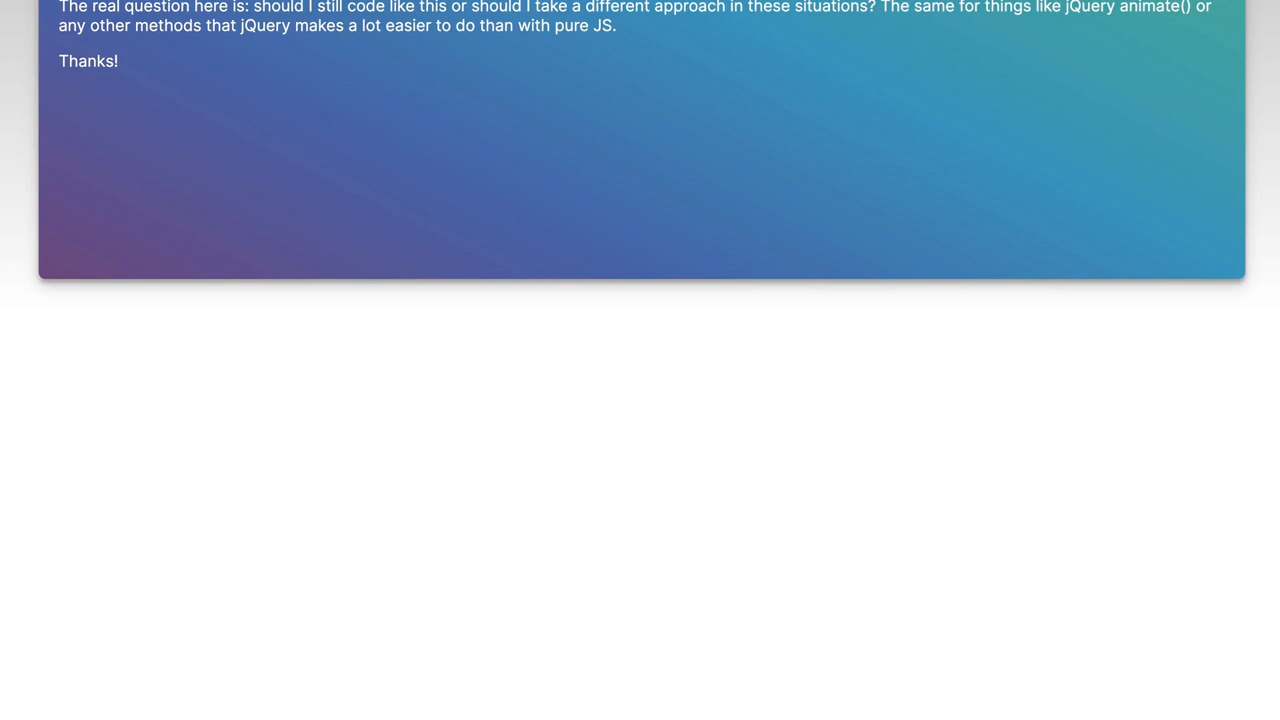 The real question here is: should I still code like this or should I take a different approach in these situations? The same for things like jQuery animate() or
any other methods that jQuery makes a lot easier to do than with pure JS.
Thanks!